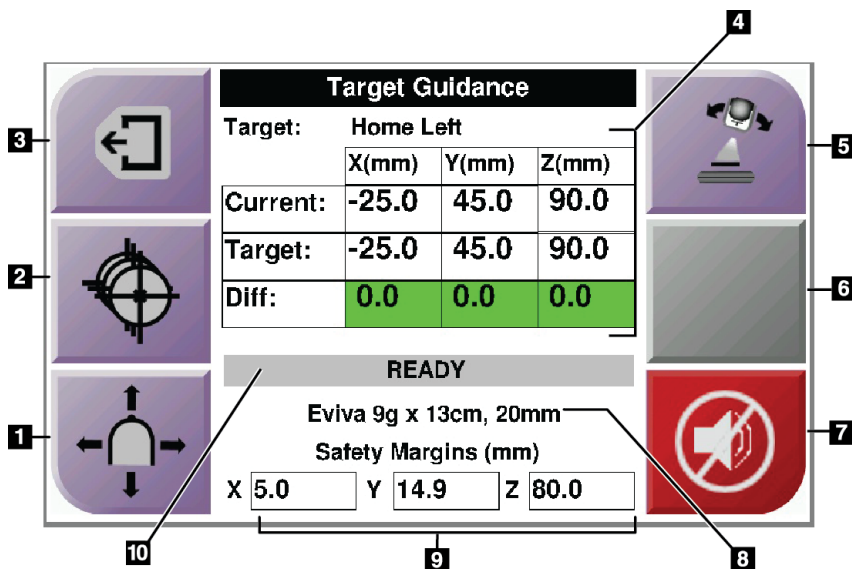 4
Target Guidance
Target: Home Left
X(mm) Y(mm) Z(mm)
Current: -25.0 45.0 90.0
Target: -25.0 45.0 90.0
Diff: 0.0 0.0 0.0
READY
Eviva 9g x 13cm, 20mm
Safety Margins (mm)
X 5.0 Y 14.9 Z 80.0
3
2
1
5
6
7
10
9
8